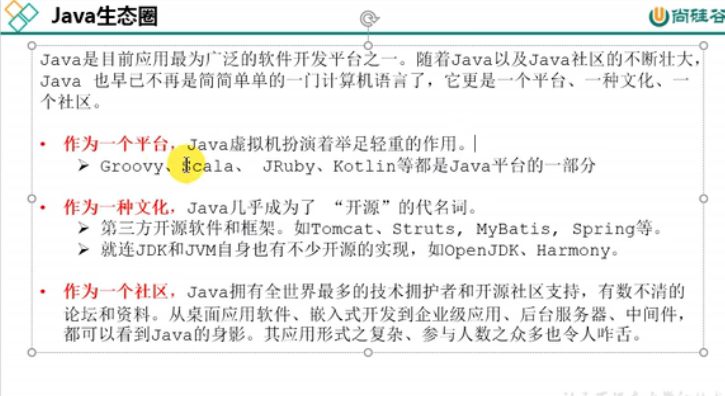 Java生态圈
尚硅谷
Java是目前应用最为广泛的软件开发平台之一。随着Java以及Java社区的不断壮大，
Java 也早已不再是简简单单的一门计算机语言了，它更是一个平台、一种文化、一
个社区。
• 作为一个平台，Java虚拟机扮演着举足轻重的作用。
➢ Groovy、Scala、 JRuby、Kotlin等都是Java平台的一部分
• 作为一种文化，Java几乎成为了 “开源”的代名词。
➢ 第三方开源软件和框架。如Tomcat、Struts, MyBatis, Spring等。
➢ 就连JDK和JVM自身也有不少开源的实现，如OpenJDK、Harmony。
• 作为一个社区，Java拥有全世界最多的技术拥护者和开源社区支持，有数不清的
论坛和资料。从桌面应用软件、嵌入式开发到企业级应用、后台服务器、中间件，
都可以看到Java的身影。其应用形式之复杂、参与人数之众多也令人咋舌。